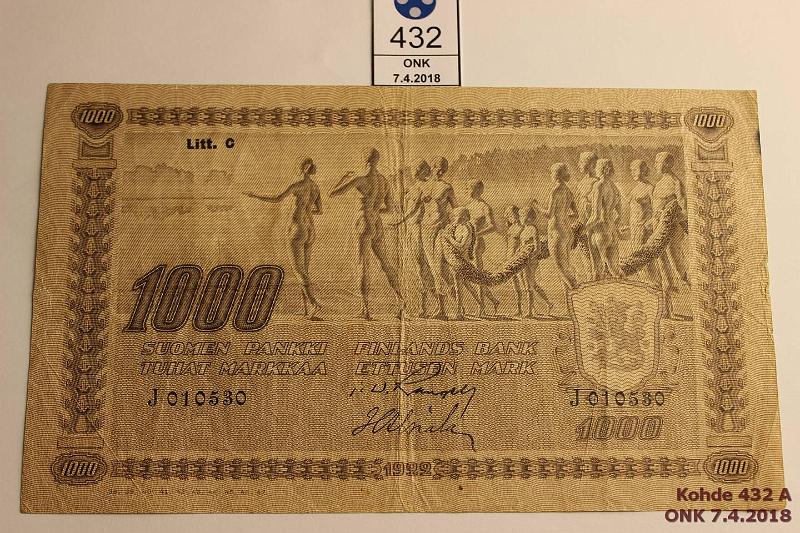 432
ONK
7.4.2018
1000 1000
Litt. C
1000
SUOMEN PANKKI FINLANDS BANK
TUHAT MARKKAA ETTUSEN MARK
J 010530 J 010530
1000
1000 1922 1000
Kohde 432 A
ONK 7.4.2018